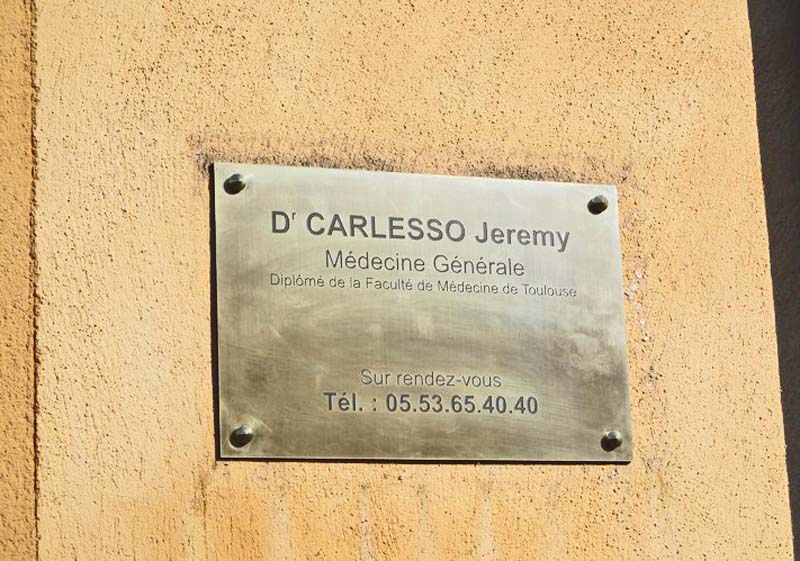 Dr CARLESSO Jeremy
Médecine Générale
Diplômé de la Faculté de Médecine de Toulouse
Sur rendez-vous
Tél. : 05.53.65.40.40